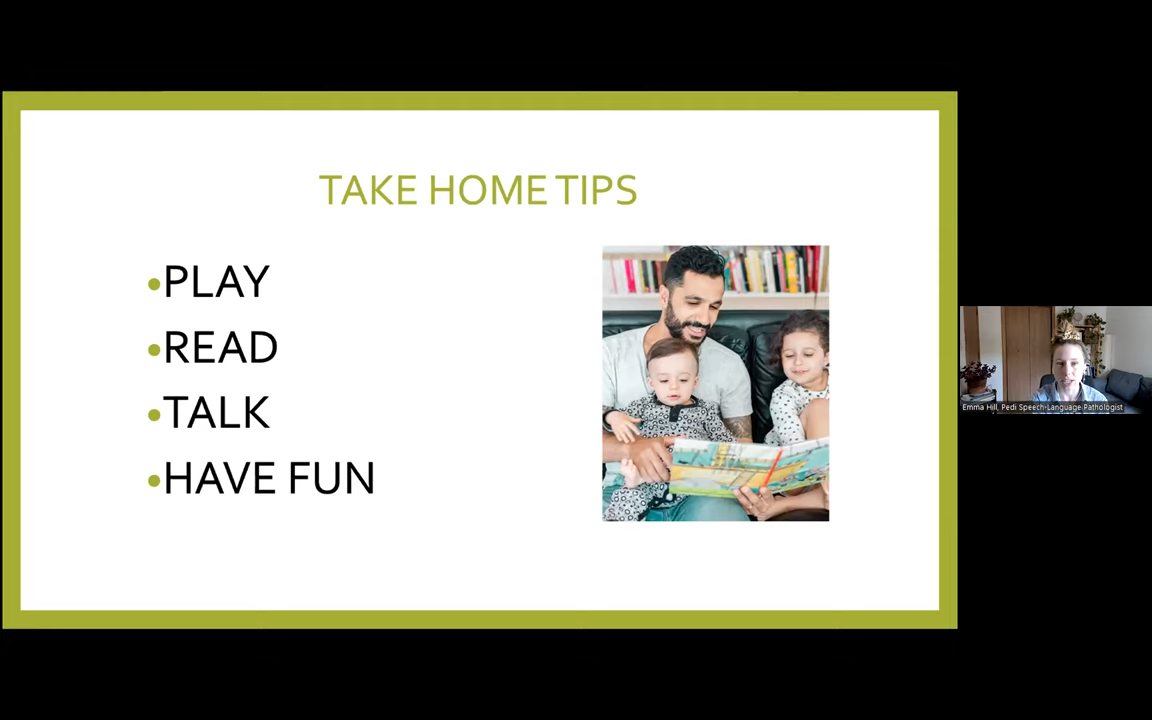 TAKE HOME TIPS
•PLAY
•READ
•TALK
•HAVE FUN
Emma Hill, Pedi Speech-Language Pathologist